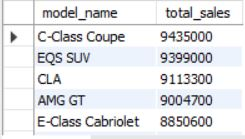 model_name total_sales
C-Class Coupe 9435000
EQS SUV 9399000
CLA 9113300
AMG GT 9004700
E-Class Cabriolet 8850600